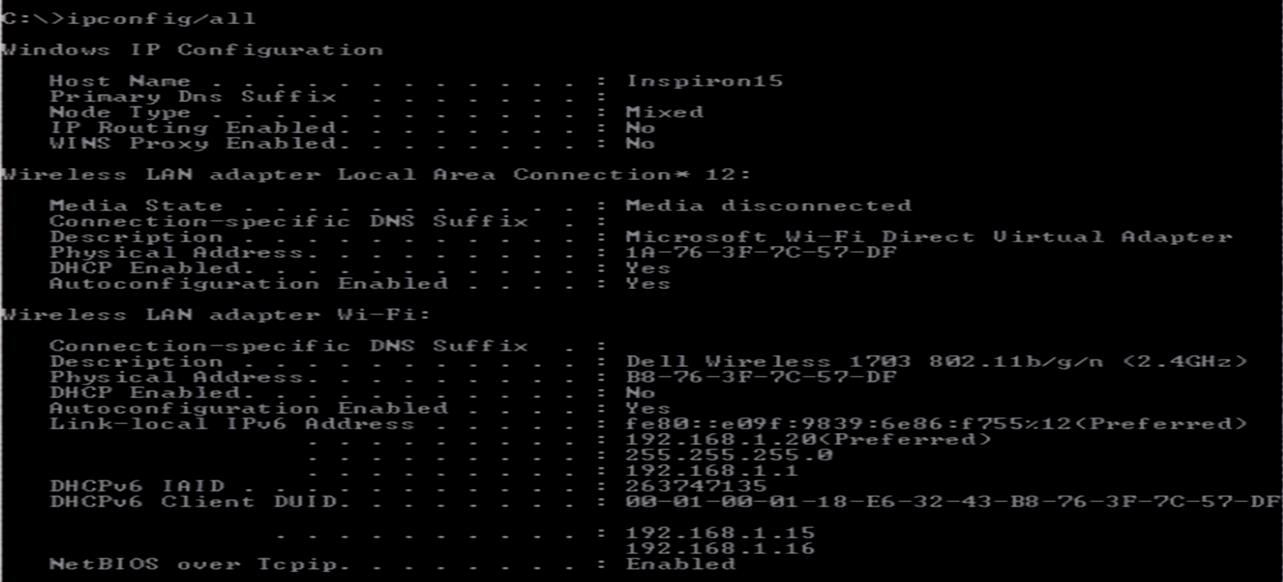 C:\>ipconfig/all
Windows IP Configuration
Host Name . . . . . . . . . . . . : Inspiron15
Primary Dns Suffix . . . . . . . :
Node Type . . . . . . . . . . . . : Mixed
IP Routing Enabled. . . . . . . . : No
WINS Proxy Enabled. . . . . . . . : No
Wireless LAN adapter Local Area Connection* 12:
Media State . . . . . . . . . . . : Media disconnected
Connection-specific DNS Suffix . :
Description . . . . . . . . . . . : Microsoft Wi-Fi Direct Virtual Adapter
Physical Address. . . . . . . . . : 1A-76-3F-7C-57-DF
DHCP Enabled. . . . . . . . . . . : Yes
Autoconfiguration Enabled . . . . : Yes
Wireless LAN adapter Wi-Fi:
Connection-specific DNS Suffix . :
Description . . . . . . . . . . . : Dell Wireless 1703 802.11b/g/n (2.4GHz)
Physical Address. . . . . . . . . : B8-76-3F-7C-57-DF
DHCP Enabled. . . . . . . . . . . : No
Autoconfiguration Enabled . . . . : Yes
Link-local IPv6 Address . . . . . : fe80::e09f:9839:6e86:f755%12(Preferred)
. . . . . . . . . : 192.168.1.20(Preferred)
. . . . . . . . . : 255.255.255.0
. . . . . . . . . : 192.168.1.1
DHCPv6 IAID . . . . . . . . . . . : 263747135
DHCPv6 Client DUID. . . . . . . . : 00-01-00-01-18-E6-32-43-B8-76-3F-7C-57-DF
. . . . . . . . . . : 192.168.1.15
192.168.1.16
NetBIOS over Tcpip. . . . . . . . : Enabled